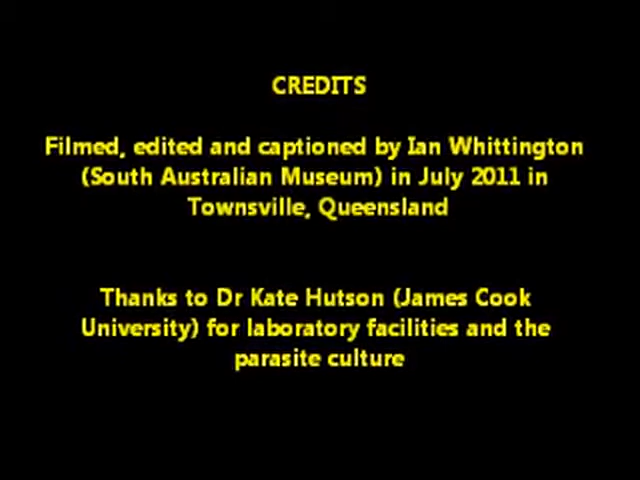 CREDITS
Filmed, edited and captioned by Ian Whittington
(South Australian Museum) in July 2011 in
Townsville, Queensland
Thanks to Dr Kate Hutson (James Cook
University) for laboratory facilities and the
parasite culture